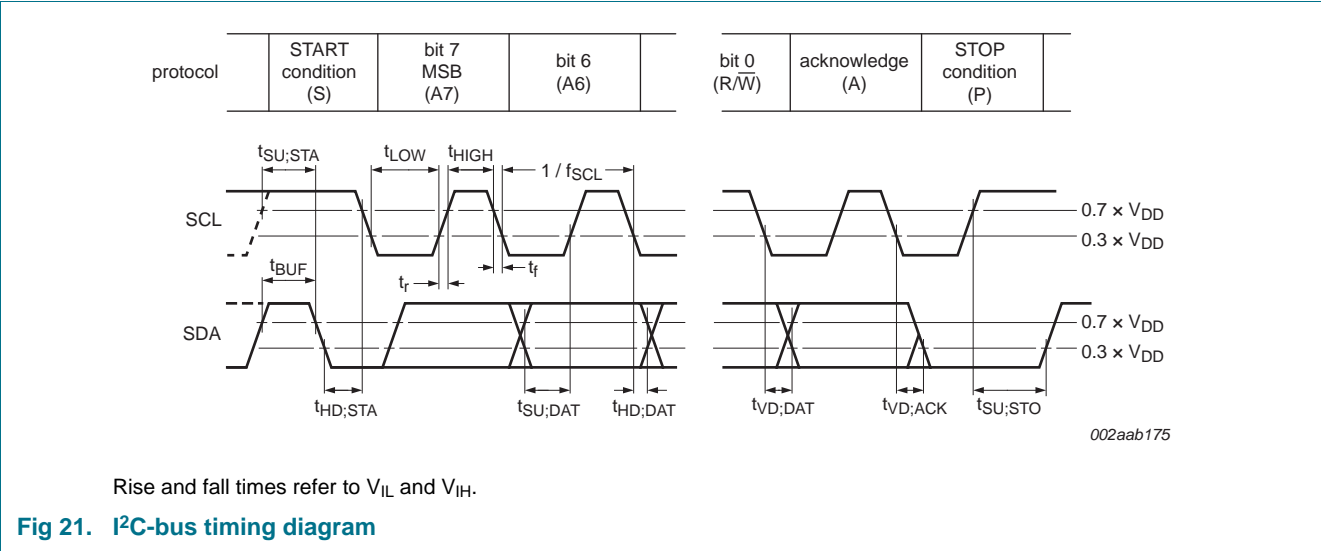 protocol
START condition (S)
bit 7 MSB (A7)
bit 6 (A6)
bit 0 (R/W̅)
acknowledge (A)
STOP condition (P)
tSU;STA
tLOW
tHIGH
1 / fSCL
SCL
0.7 × VDD
0.3 × VDD
tBUF
tr
tf
SDA
0.7 × VDD
0.3 × VDD
tHD;STA
tSU;DAT
tHD;DAT
tVD;DAT
tVD;ACK
tSU;STO
002aab175
Rise and fall times refer to VIL and VIH.
Fig 21. I²C-bus timing diagram